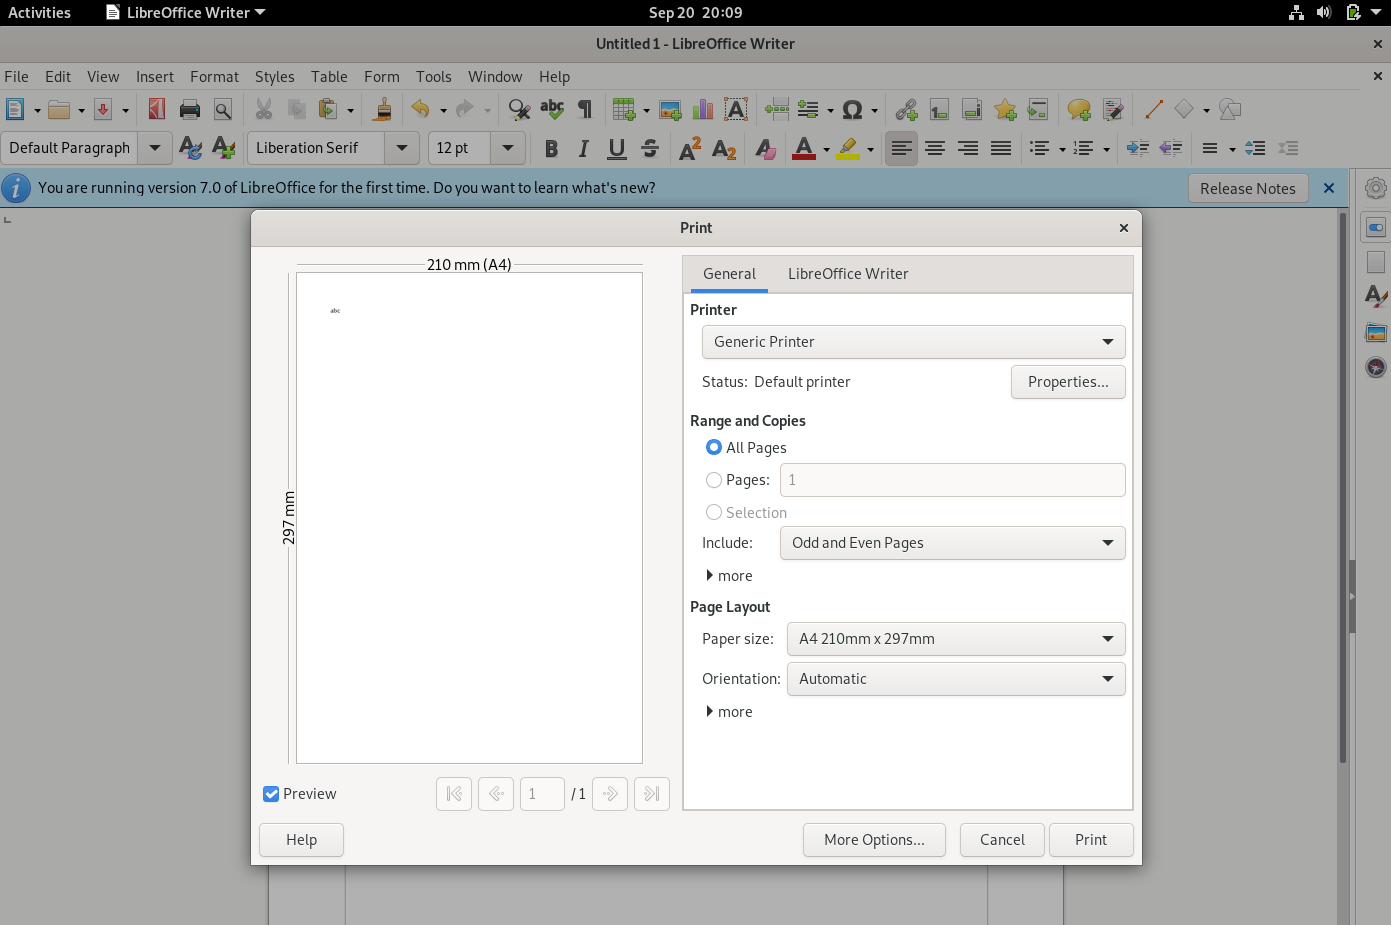 Activities LibreOffice Writer Sep 20 20:09
Untitled 1 - LibreOffice Writer
File Edit View Insert Format Styles Table Form Tools Window Help
Default Paragraph Liberation Serif 12 pt
You are running version 7.0 of LibreOffice for the first time. Do you want to learn what's new? Release Notes
Print
210 mm (A4)
297 mm
abc
Preview
1 / 1
General LibreOffice Writer
Printer
Generic Printer
Status: Default printer Properties...
Range and Copies
All Pages
Pages: 1
Selection
Include: Odd and Even Pages
more
Page Layout
Paper size: A4 210mm x 297mm
Orientation: Automatic
more
Help More Options... Cancel Print